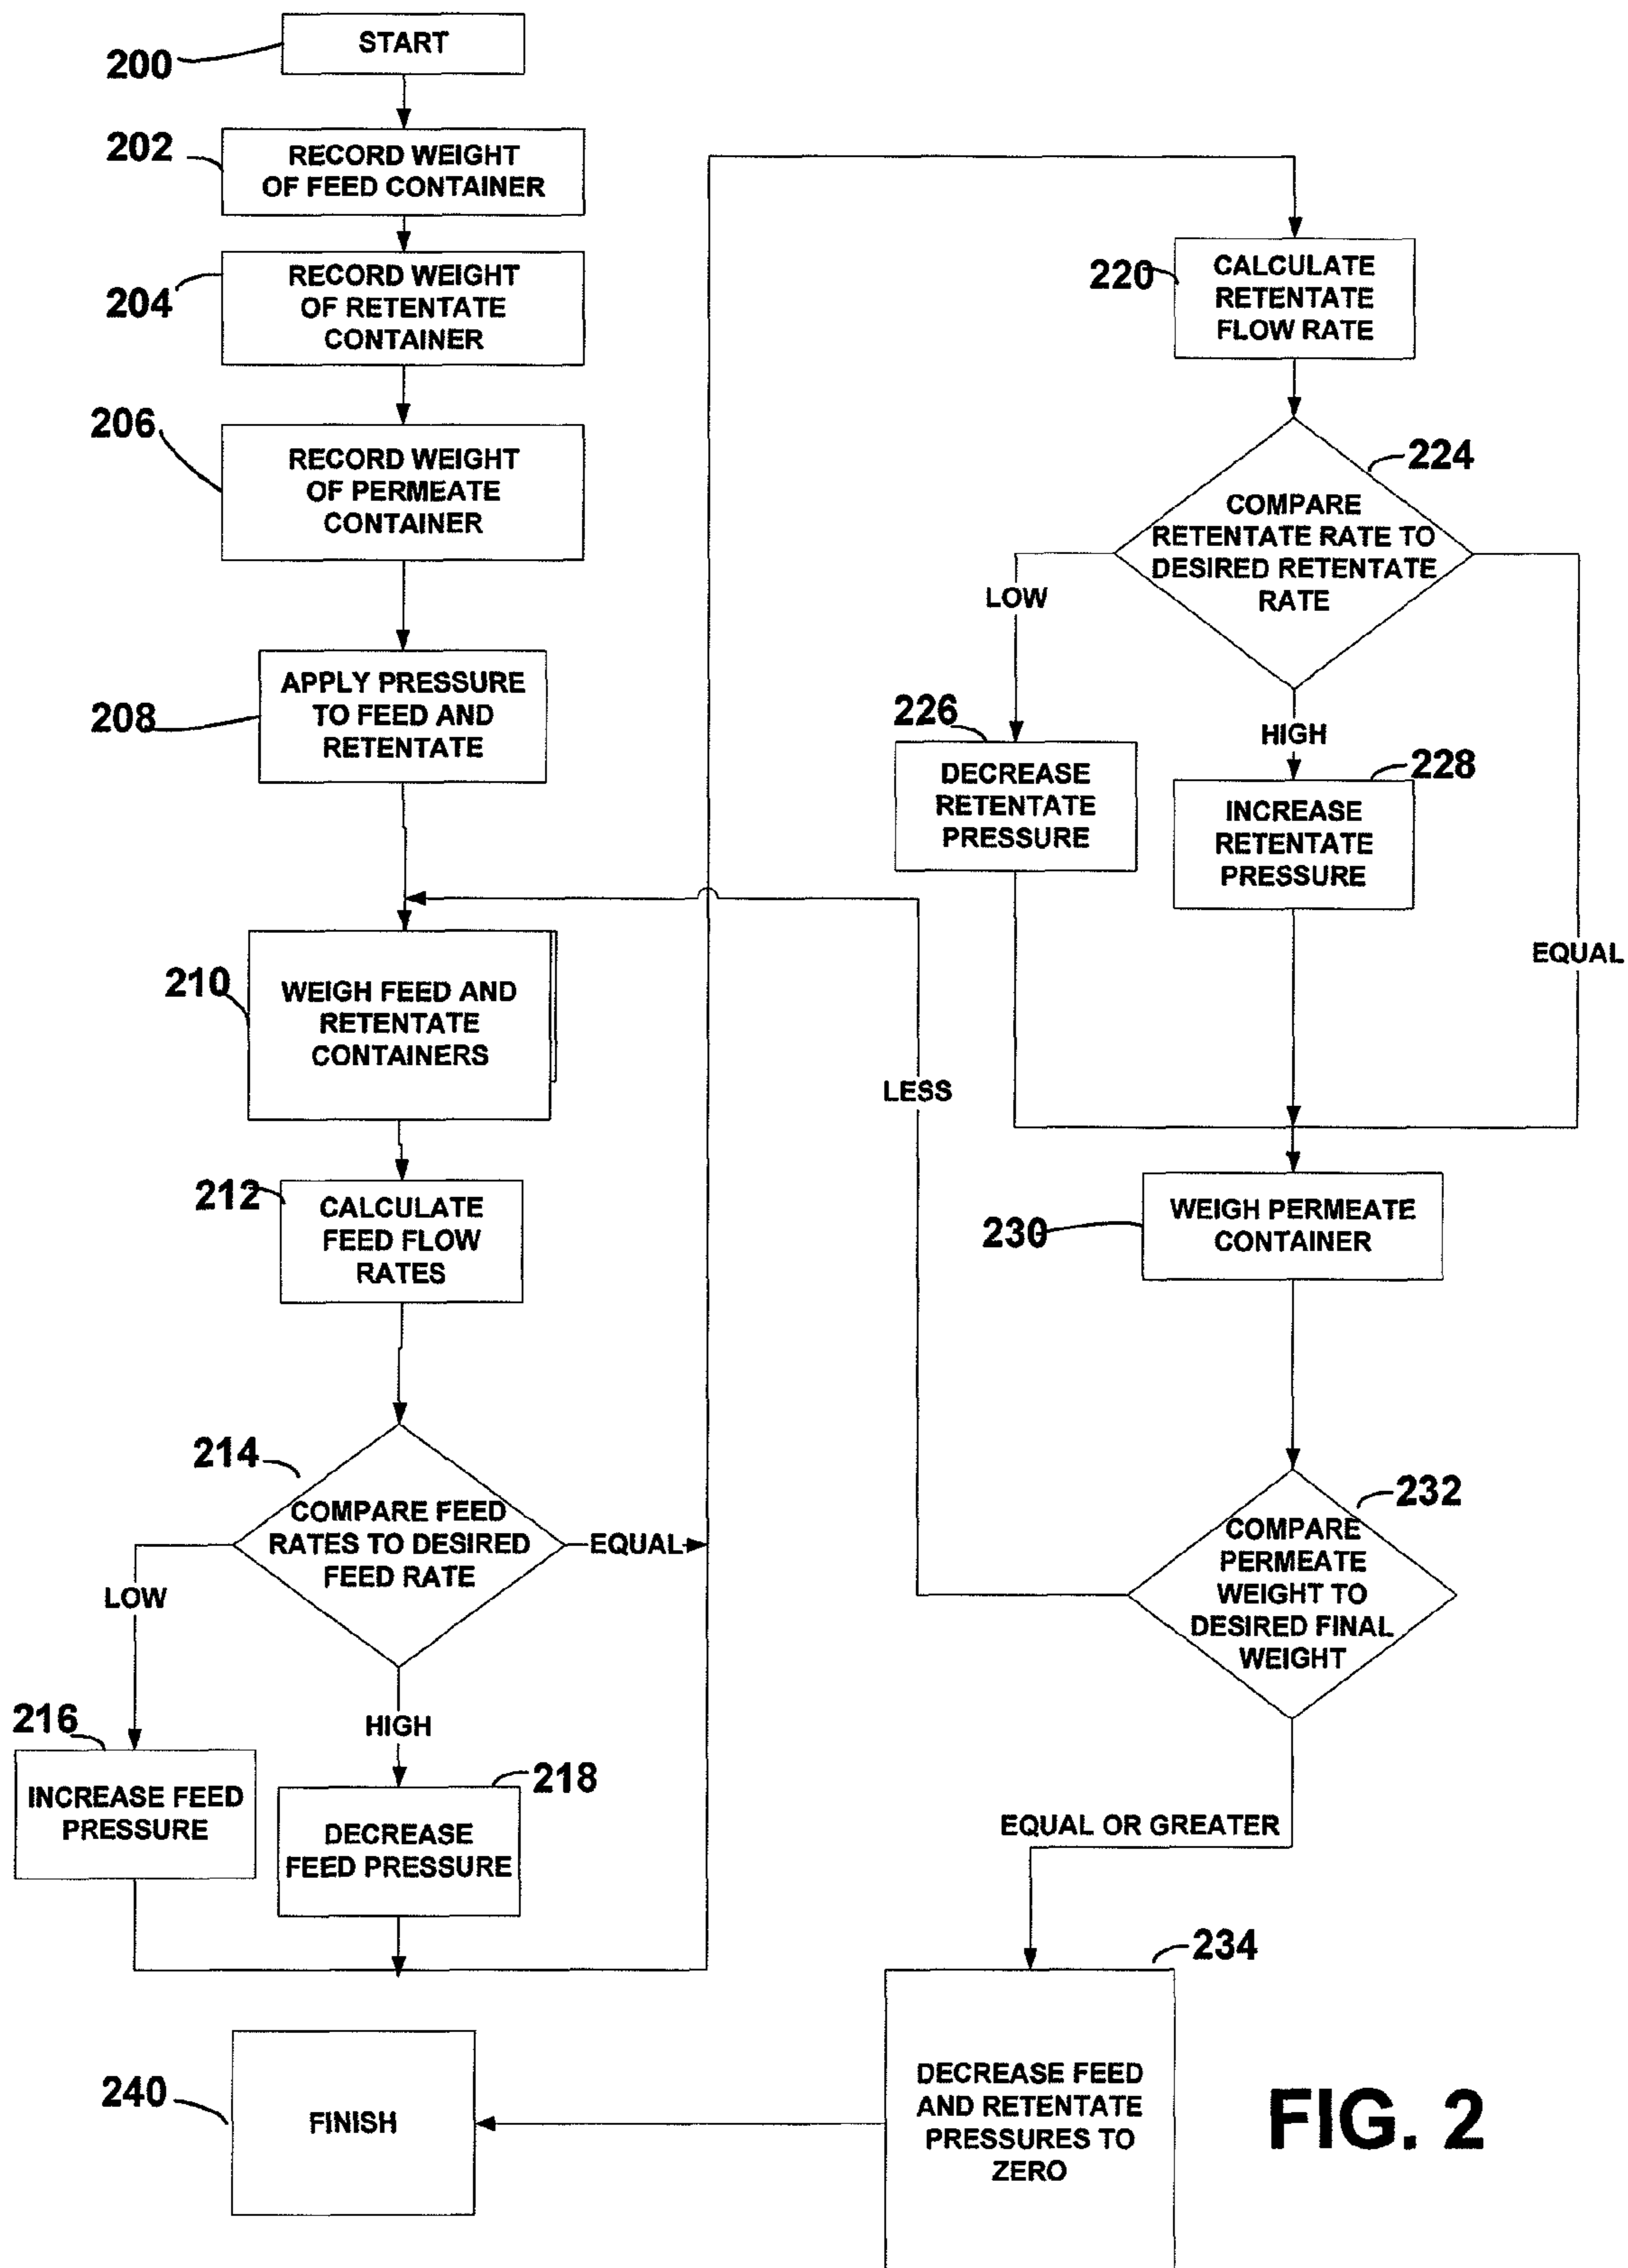 START
200
202
RECORD WEIGHT
OF FEED CONTAINER
204
RECORD WEIGHT
OF RETENTATE
CONTAINER
206
RECORD WEIGHT
OF PERMEATE
CONTAINER
208
APPLY PRESSURE
TO FEED AND
RETENTATE
210
WEIGH FEED AND
RETENTATE
CONTAINERS
212
CALCULATE
FEED FLOW
RATES
214
COMPARE FEED
RATES TO DESIRED
FEED RATE
EQUAL
LOW
HIGH
216
INCREASE FEED
PRESSURE
218
DECREASE
FEED PRESSURE
220
CALCULATE
RETENTATE
FLOW RATE
224
COMPARE
RETENTATE RATE TO
DESIRED RETENTATE
RATE
LOW
HIGH
EQUAL
226
DECREASE
RETENTATE
PRESSURE
228
INCREASE
RETENTATE
PRESSURE
LESS
230
WEIGH PERMEATE
CONTAINER
232
COMPARE
PERMEATE
WEIGHT TO
DESIRED FINAL
WEIGHT
EQUAL OR GREATER
234
DECREASE FEED
AND RETENTATE
PRESSURES TO
ZERO
240
FINISH
FIG. 2